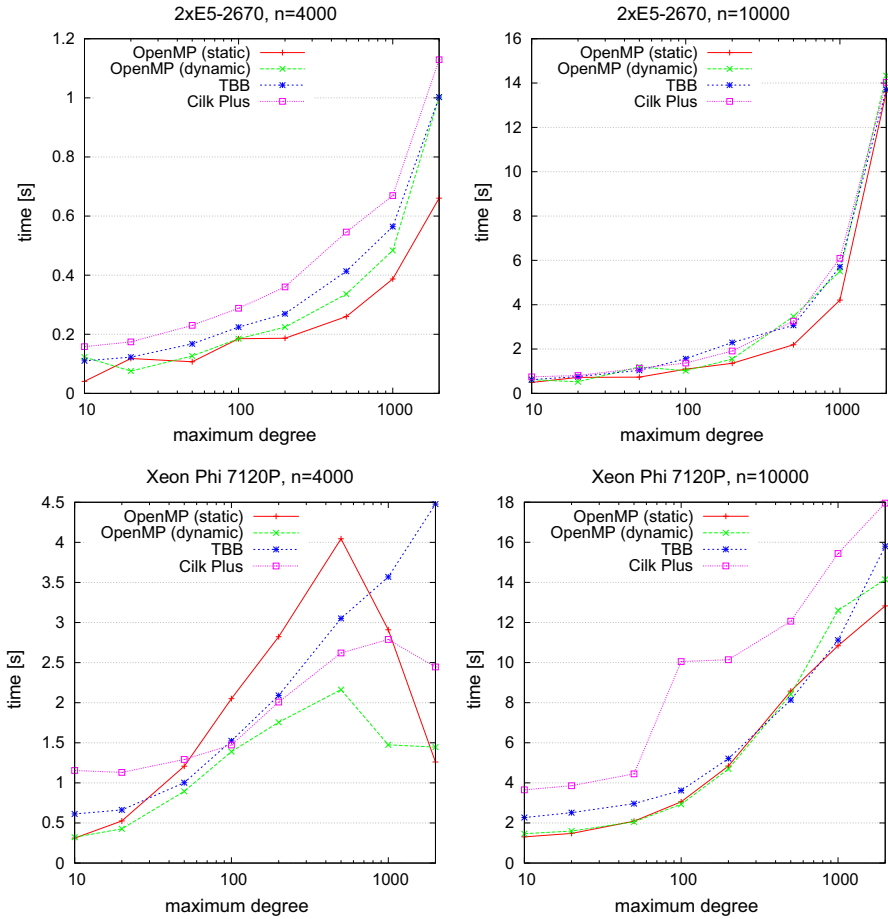 2xE5-2670, n=4000
time [s]
1.2
1
0.8
0.6
0.4
0.2
0
10
100
1000
maximum degree
OpenMP (static)
OpenMP (dynamic)
TBB
Cilk Plus
2xE5-2670, n=10000
time [s]
16
14
12
10
8
6
4
2
0
10
100
1000
maximum degree
OpenMP (static)
OpenMP (dynamic)
TBB
Cilk Plus
Xeon Phi 7120P, n=4000
time [s]
4.5
4
3.5
3
2.5
2
1.5
1
0.5
0
10
100
1000
maximum degree
OpenMP (static)
OpenMP (dynamic)
TBB
Cilk Plus
Xeon Phi 7120P, n=10000
time [s]
18
16
14
12
10
8
6
4
2
0
10
100
1000
maximum degree
OpenMP (static)
OpenMP (dynamic)
TBB
Cilk Plus